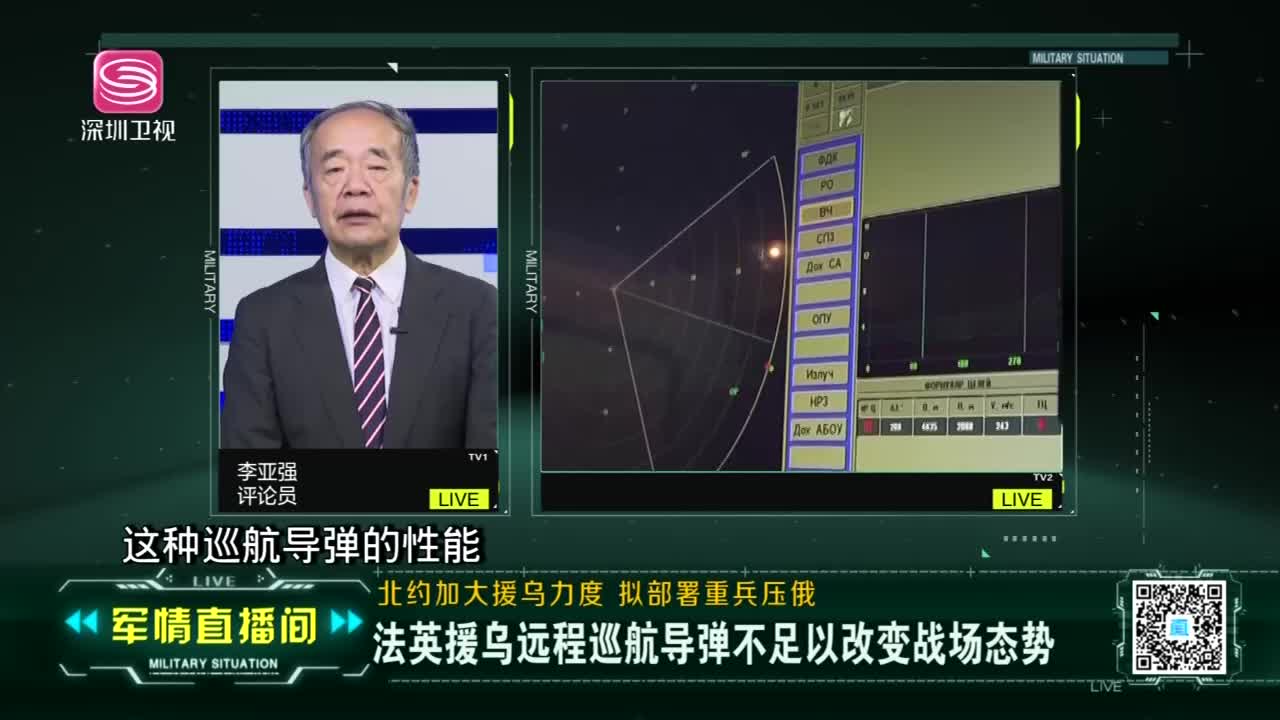 MILITARY SITUATION
深圳卫视
MILITARY
MILITARY
ФДК
РО
ВЧ
СПЗ
Док СА
ОПУ
Излуч
НРЗ
Док АБОУ
ФОРМУЛЯР ЦЕЛЕЙ
TV1
李亚强
评论员
LIVE
TV2
LIVE
这种巡航导弹的性能
LIVE
军情直播间
MILITARY SITUATION
北约加大援乌力度 拟部署重兵压俄
法英援乌远程巡航导弹不足以改变战场态势
LIVE